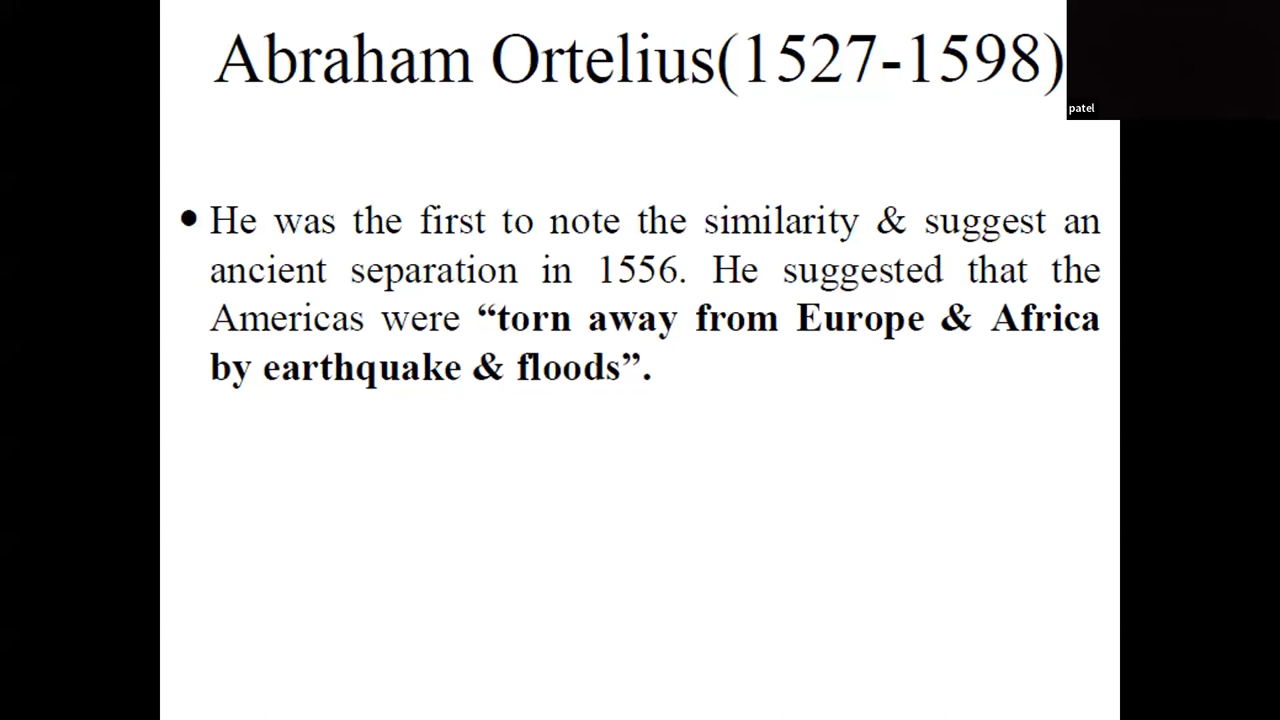 Abraham Ortelius(1527-1598)
patel
• He was the first to note the similarity & suggest an
ancient separation in 1556. He suggested that the
Americas were “torn away from Europe & Africa
by earthquake & floods”.